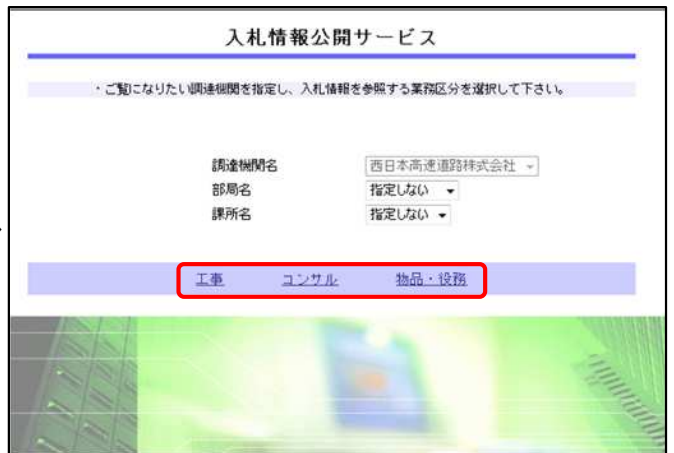 入札情報公開サービス
・ご覧になりたい調達機関を指定し、入札情報を参照する業務区分を選択して下さい。
調達機関名 西日本高速道路株式会社
部局名 指定しない
課所名 指定しない
工事 コンサル 物品・役務